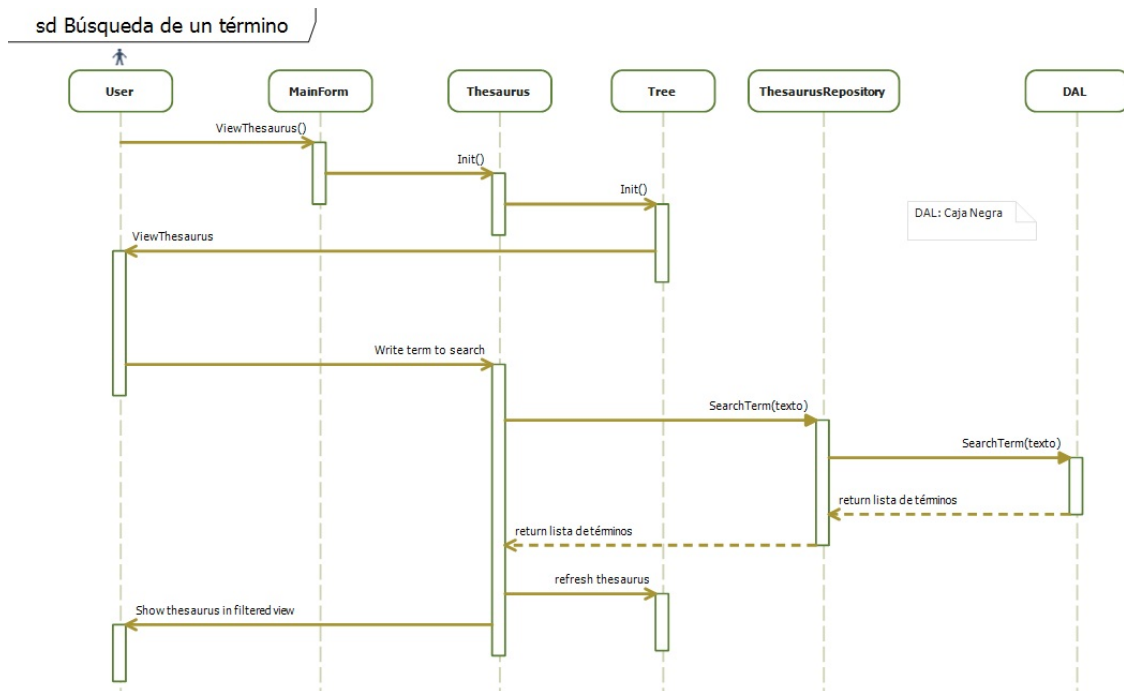 sd Búsqueda de un término
User
MainForm
Thesaurus
Tree
ThesaurusRepository
DAL
ViewThesaurus()
Init()
Init()
DAL: Caja Negra
ViewThesaurus
Write term to search
SearchTerm(texto)
SearchTerm(texto)
return lista de términos
return lista de términos
refresh thesaurus
Show thesaurus in filtered view